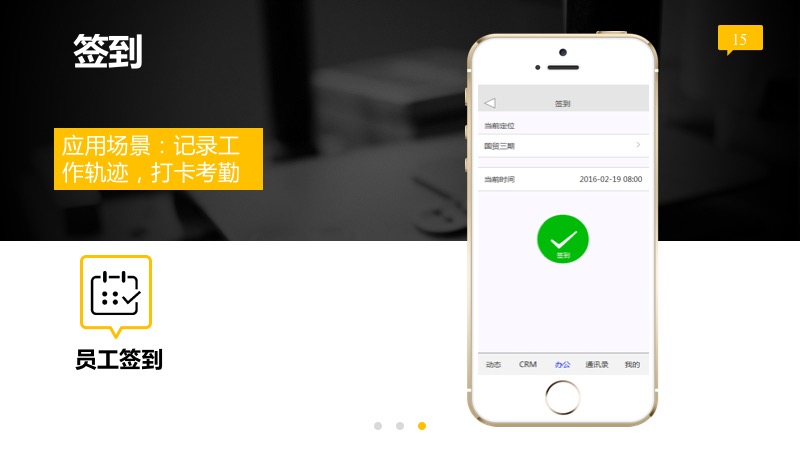 签到
15
应用场景：记录工
作轨迹，打卡考勤
员工签到
签到
当前定位
国贸三期
当前时间 2016-02-19 08:00
签到
动态 CRM 办公 通讯录 我的